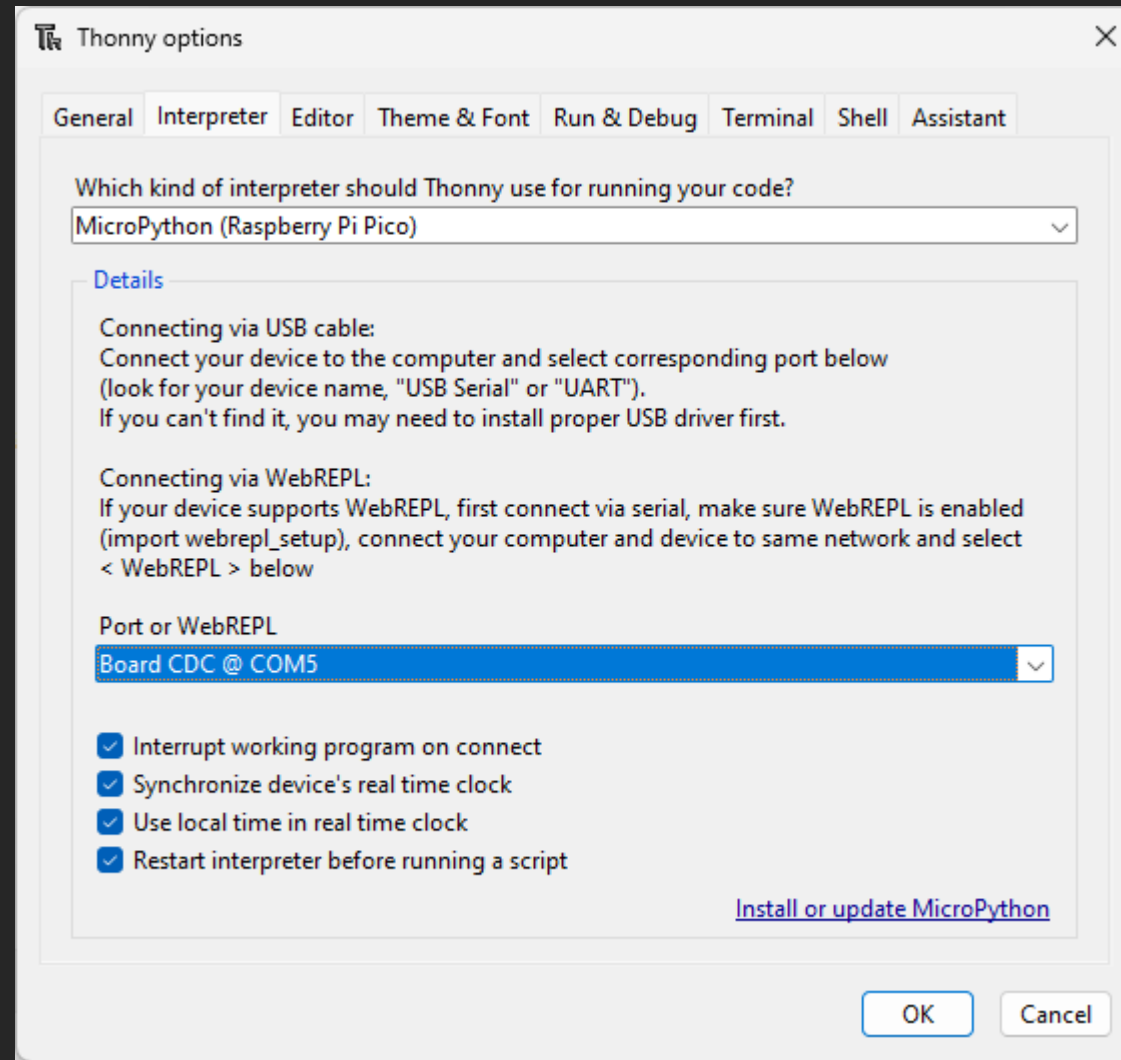 Thonny options
General Interpreter Editor Theme & Font Run & Debug Terminal Shell Assistant
Which kind of interpreter should Thonny use for running your code?
MicroPython (Raspberry Pi Pico)
Details
Connecting via USB cable:
Connect your device to the computer and select corresponding port below
(look for your device name, "USB Serial" or "UART").
If you can't find it, you may need to install proper USB driver first.
Connecting via WebREPL:
If your device supports WebREPL, first connect via serial, make sure WebREPL is enabled
(import webrepl_setup), connect your computer and device to same network and select
< WebREPL > below
Port or WebREPL
Board CDC @ COM5
Interrupt working program on connect
Synchronize device's real time clock
Use local time in real time clock
Restart interpreter before running a script
Install or update MicroPython
OK Cancel